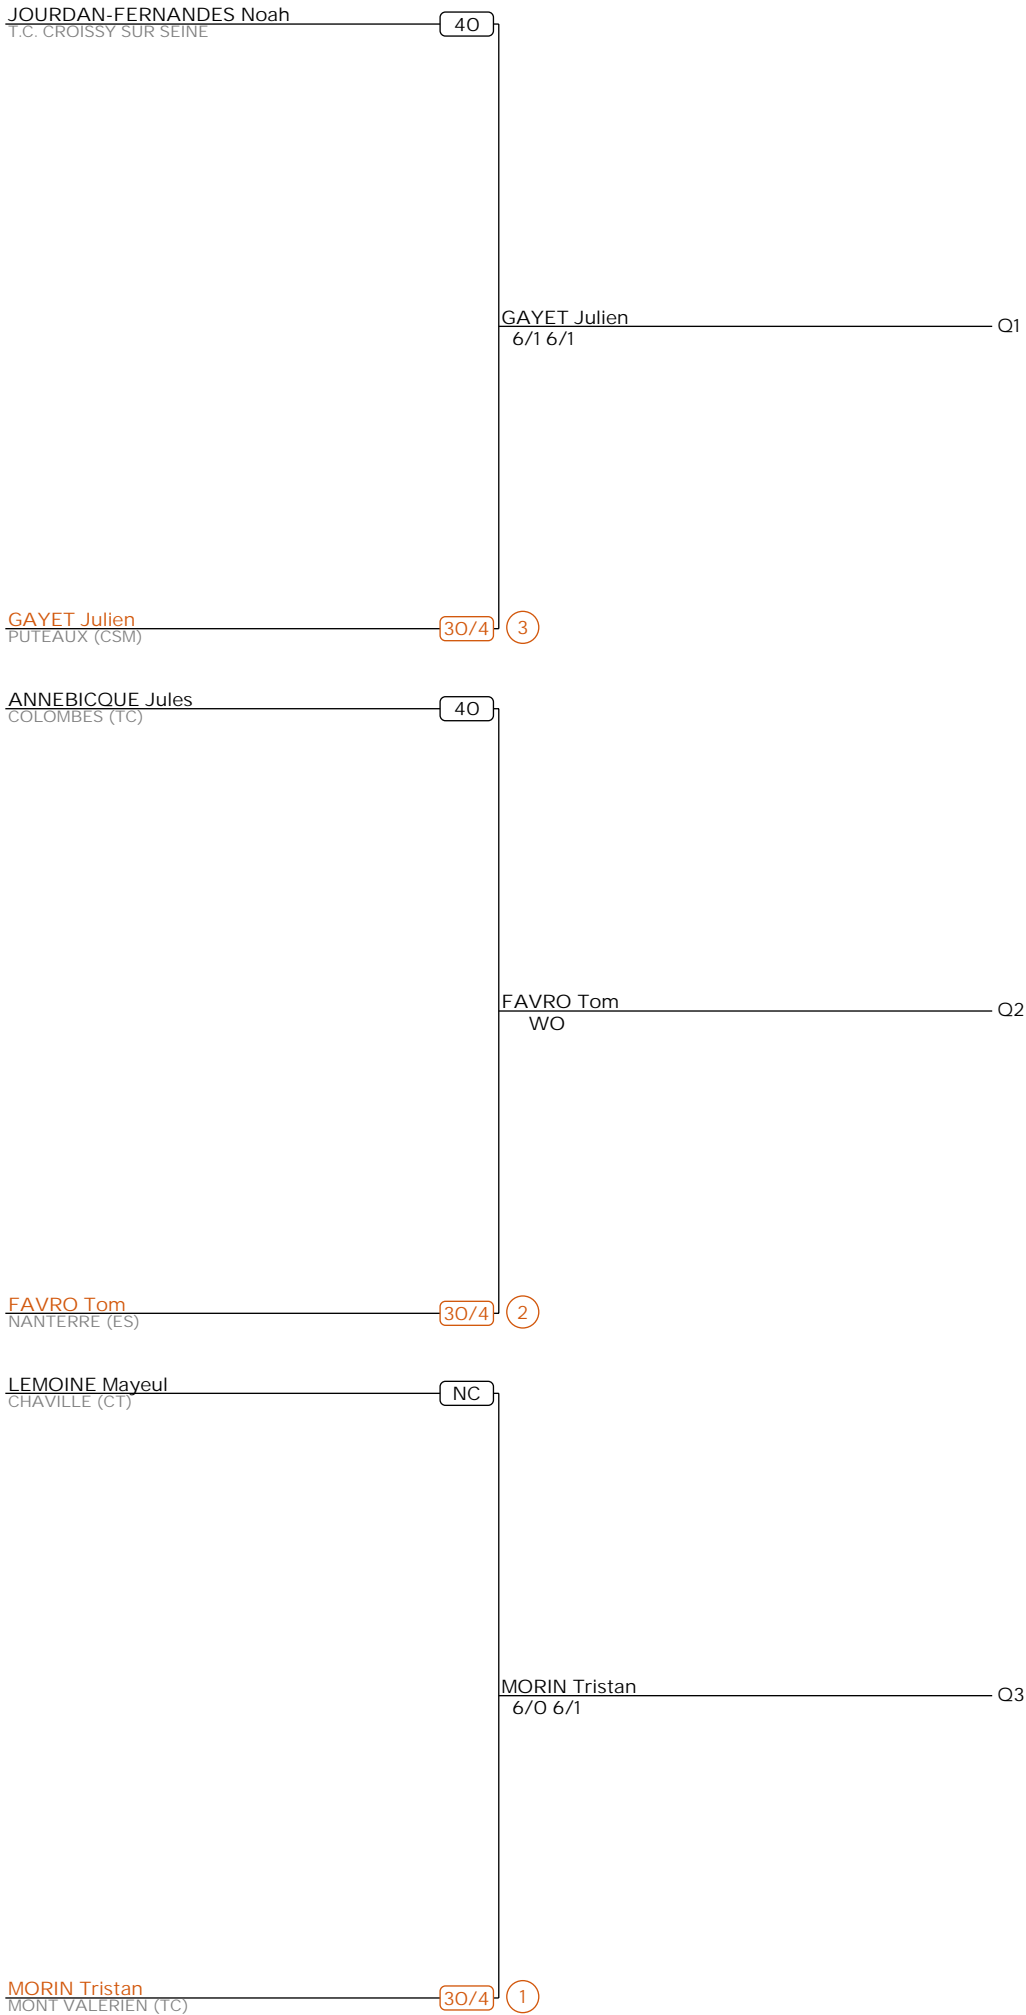 JOURDAN-FERNANDES Noah
T.C. CROISSY SUR SEINE
40
GAYET Julien
6/1 6/1
Q1
GAYET Julien
PUTEAUX (CSM)
30/4
3
ANNEBICQUE Jules
COLOMBES (TC)
40
FAVRO Tom
WO
Q2
FAVRO Tom
NANTERRE (ES)
30/4
2
LEMOINE Mayeul
CHAVILLE (CT)
NC
MORIN Tristan
6/0 6/1
Q3
MORIN Tristan
MONT VALERIEN (TC)
30/4
1